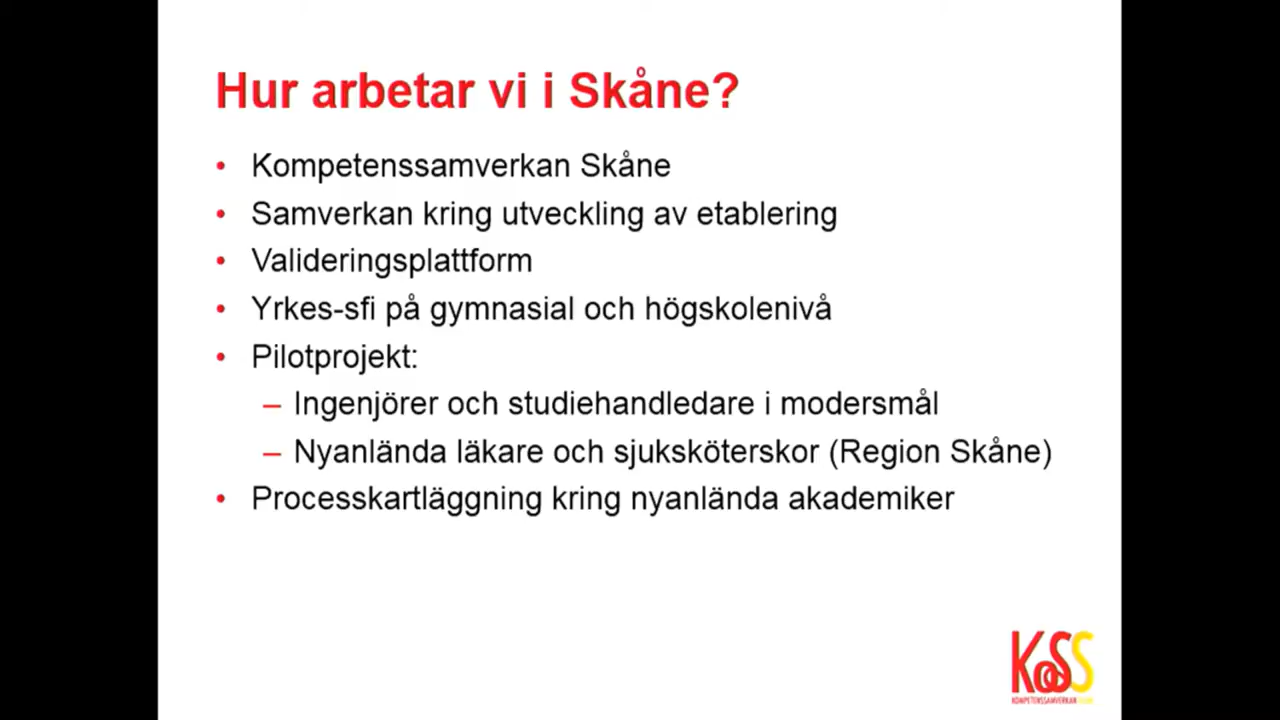 Hur arbetar vi i Skåne?
• Kompetenssamverkan Skåne
• Samverkan kring utveckling av etablering
• Valideringsplattform
• Yrkes-sfi på gymnasial och högskolenivå
• Pilotprojekt:
– Ingenjörer och studiehandledare i modersmål
– Nyanlända läkare och sjuksköterskor (Region Skåne)
• Processkartläggning kring nyanlända akademiker
KoSS
KOMPETENSSAMVERKAN